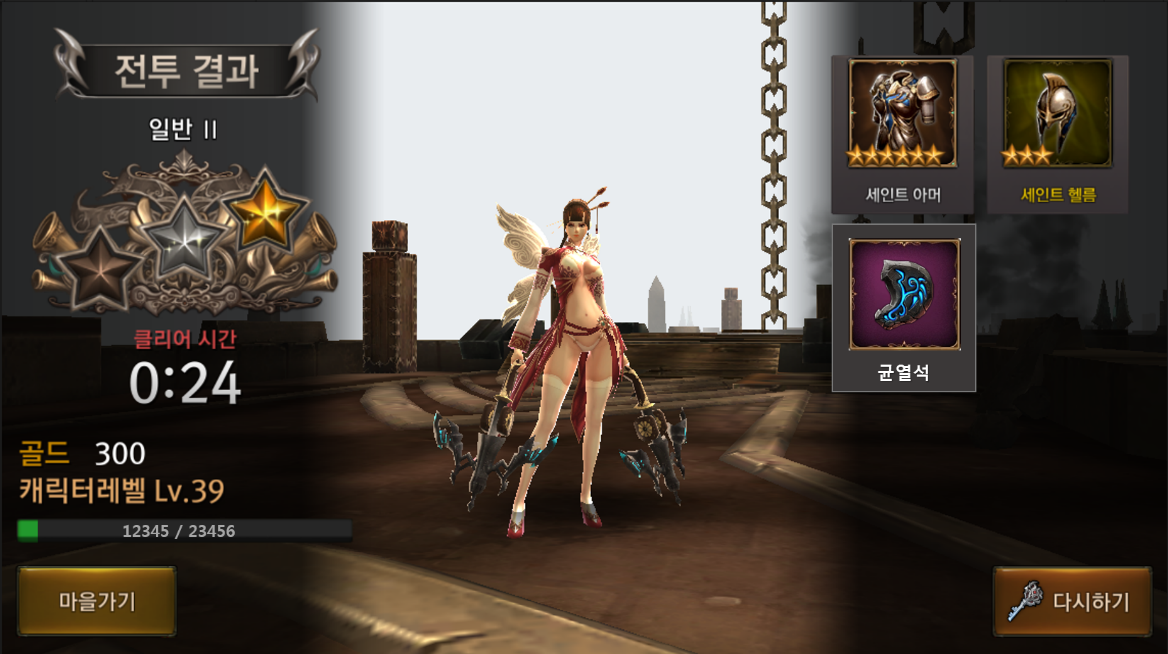 전투 결과
일반 II
클리어 시간
0:24
골드 300
캐릭터레벨 Lv.39
12345 / 23456
마을가기
세인트 아머
세인트 헬름
균열석
다시하기